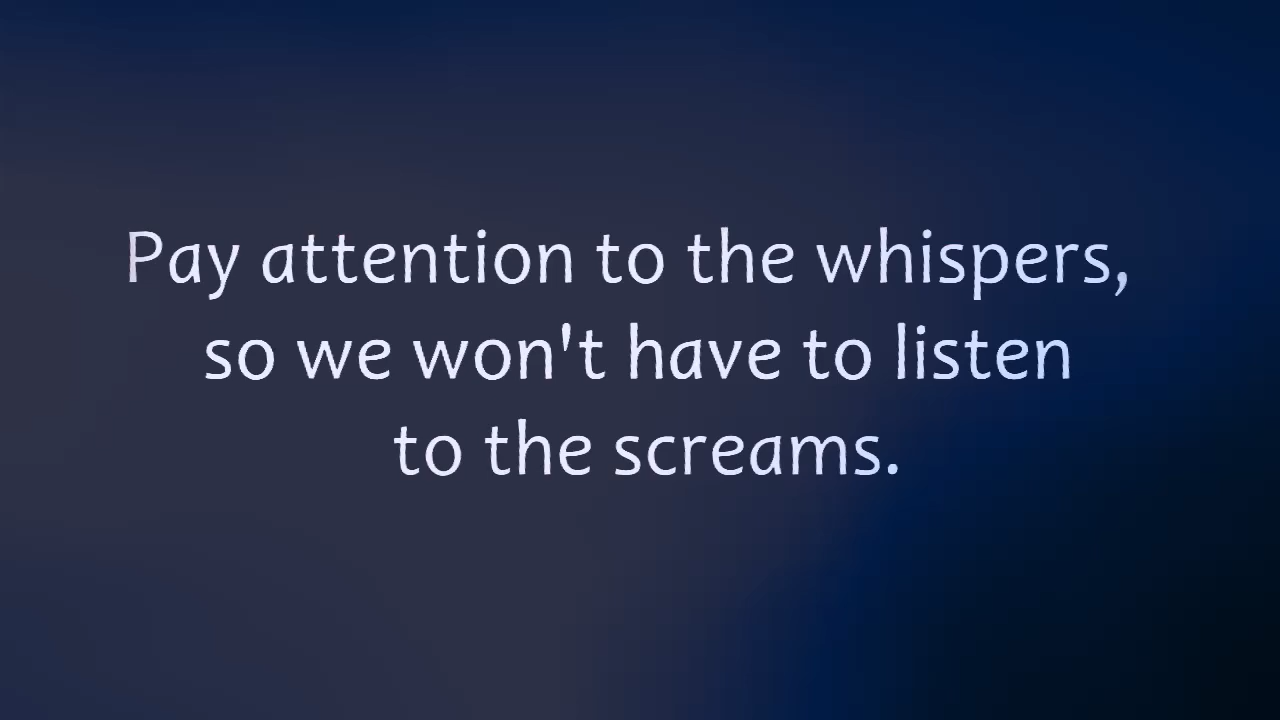 Pay attention to the whispers,
so we won't have to listen
to the screams.